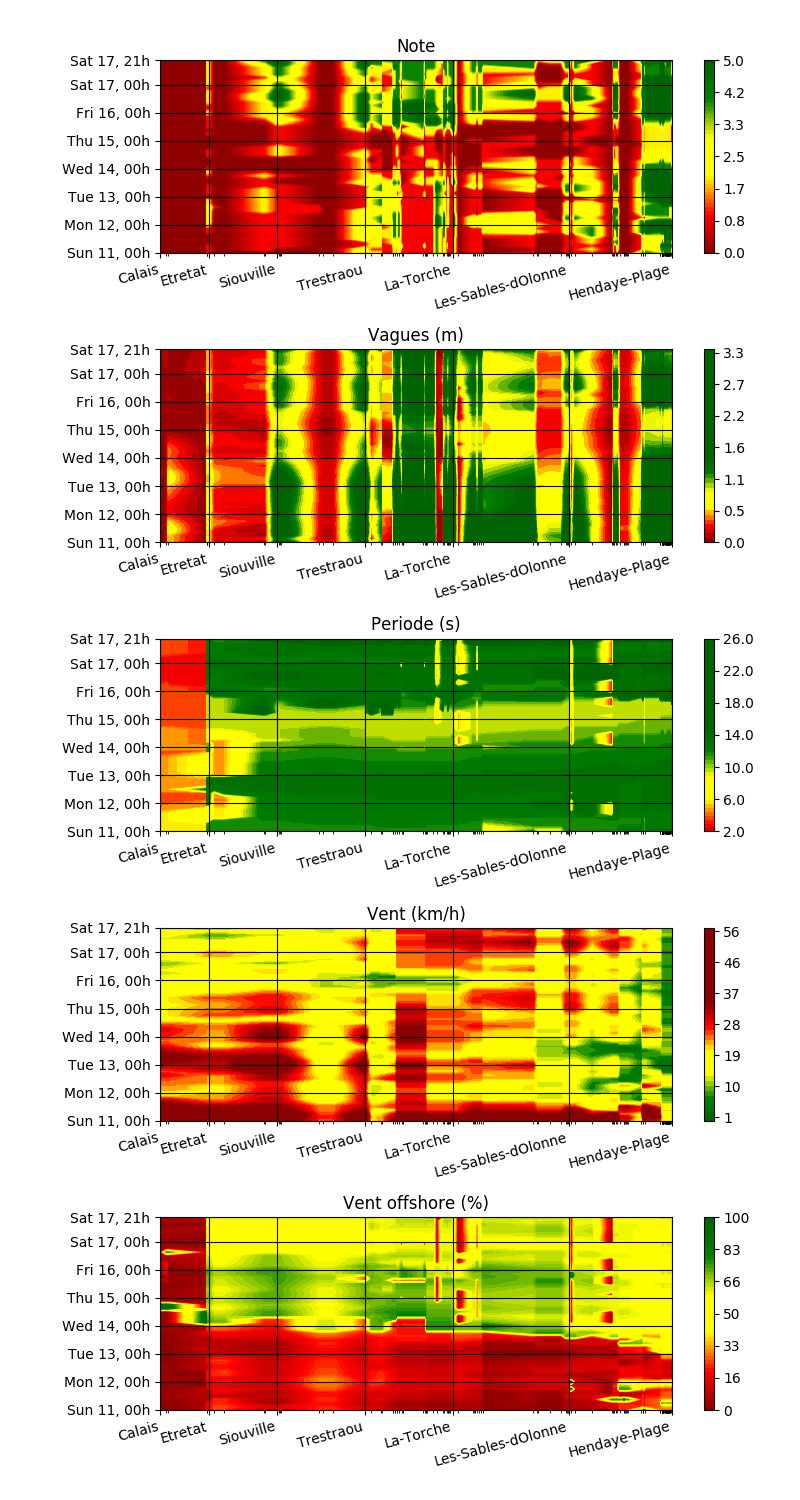 Note
Sat 17, 21h
Sat 17, 00h
Fri 16, 00h
Thu 15, 00h
Wed 14, 00h
Tue 13, 00h
Mon 12, 00h
Sun 11, 00h
Calais
Etretat
Siouville
Trestraou
La-Torche
Les-Sables-dOlonne
Hendaye-Plage
5.0
4.2
3.3
2.5
1.7
0.8
0.0
Vagues (m)
Sat 17, 21h
Sat 17, 00h
Fri 16, 00h
Thu 15, 00h
Wed 14, 00h
Tue 13, 00h
Mon 12, 00h
Sun 11, 00h
Calais
Etretat
Siouville
Trestraou
La-Torche
Les-Sables-dOlonne
Hendaye-Plage
3.3
2.7
2.2
1.6
1.1
0.5
0.0
Periode (s)
Sat 17, 21h
Sat 17, 00h
Fri 16, 00h
Thu 15, 00h
Wed 14, 00h
Tue 13, 00h
Mon 12, 00h
Sun 11, 00h
Calais
Etretat
Siouville
Trestraou
La-Torche
Les-Sables-dOlonne
Hendaye-Plage
26.0
22.0
18.0
14.0
10.0
6.0
2.0
Vent (km/h)
Sat 17, 21h
Sat 17, 00h
Fri 16, 00h
Thu 15, 00h
Wed 14, 00h
Tue 13, 00h
Mon 12, 00h
Sun 11, 00h
Calais
Etretat
Siouville
Trestraou
La-Torche
Les-Sables-dOlonne
Hendaye-Plage
56
46
37
28
19
10
1
Vent offshore (%)
Sat 17, 21h
Sat 17, 00h
Fri 16, 00h
Thu 15, 00h
Wed 14, 00h
Tue 13, 00h
Mon 12, 00h
Sun 11, 00h
Calais
Etretat
Siouville
Trestraou
La-Torche
Les-Sables-dOlonne
Hendaye-Plage
100
83
66
50
33
16
0